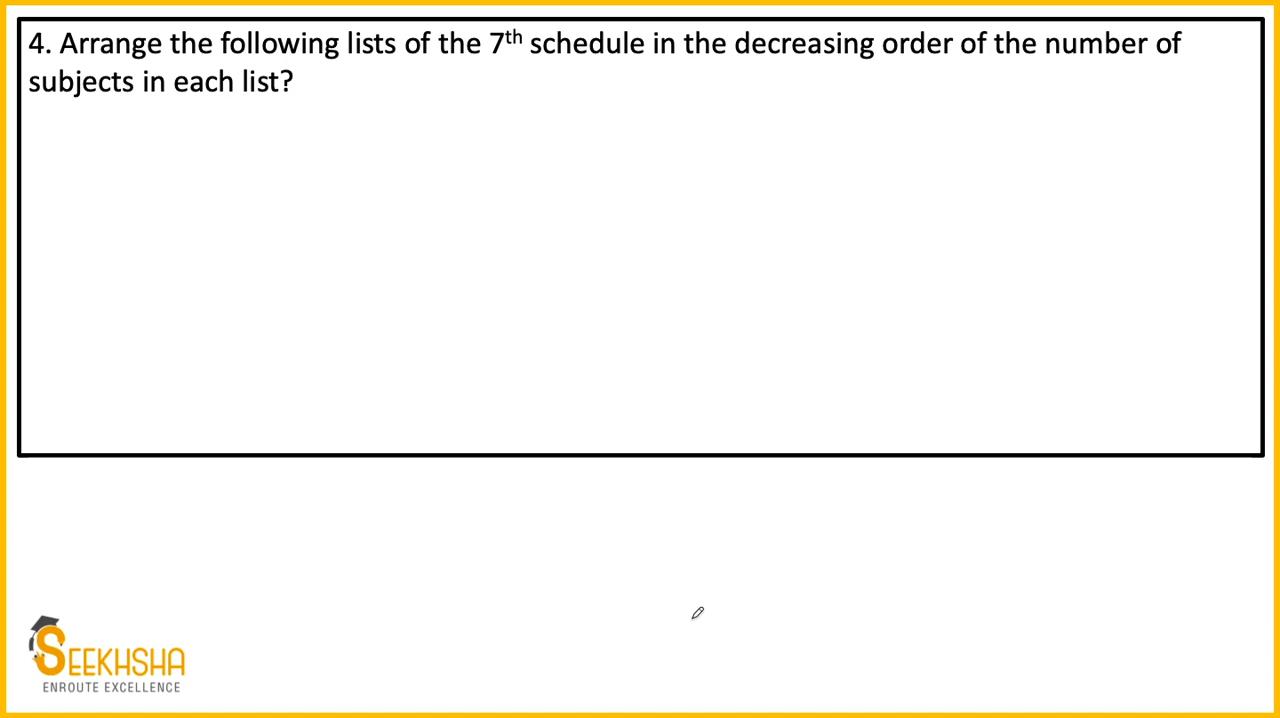 4. Arrange the following lists of the 7th schedule in the decreasing order of the number of
subjects in each list?
SEEKHSHA
ENROUTE EXCELLENCE